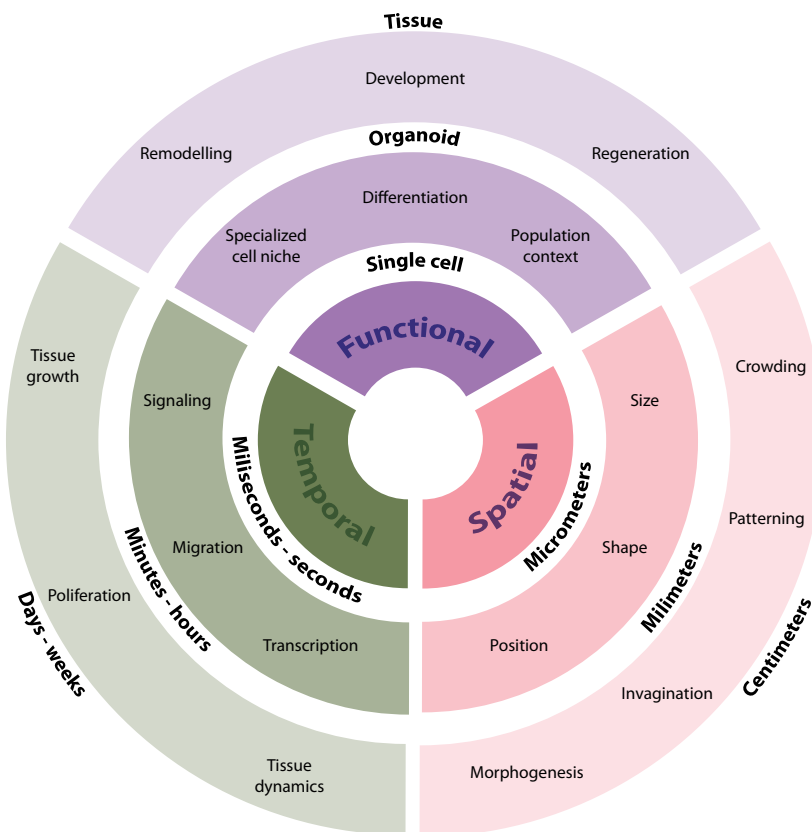 Tissue
Development
Remodelling
Regeneration
Organoid
Differentiation
Specialized
cell niche
Population
context
Single cell
Functional
Temporal
Spatial
Miliseconds - seconds
Micrometers
Signaling
Migration
Transcription
Size
Shape
Position
Minutes - hours
Milimeters
Tissue
growth
Poliferation
Tissue
dynamics
Crowding
Patterning
Invagination
Morphogenesis
Days - weeks
Centimeters